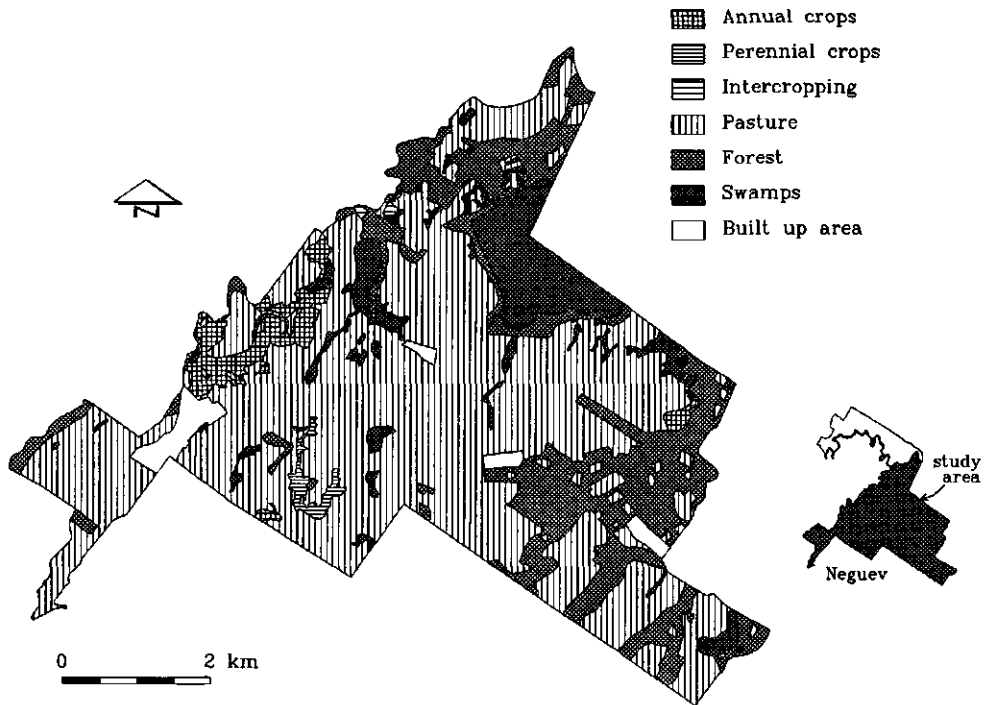 Annual crops
Perennial crops
Intercropping
Pasture
Forest
Swamps
Built up area
N
study
area
Neguev
0 2 km